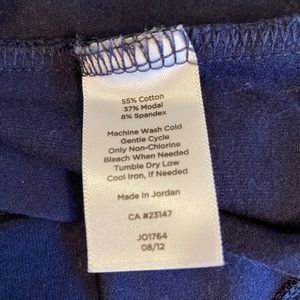 55% Cotton
37% Modal
8% Spandex
Machine Wash Cold
Gentle Cycle
Only Non-Chlorine
Bleach When Needed
Tumble Dry Low
Cool Iron, If Needed
Made In Jordan
CA #23147
JO1764
08/12